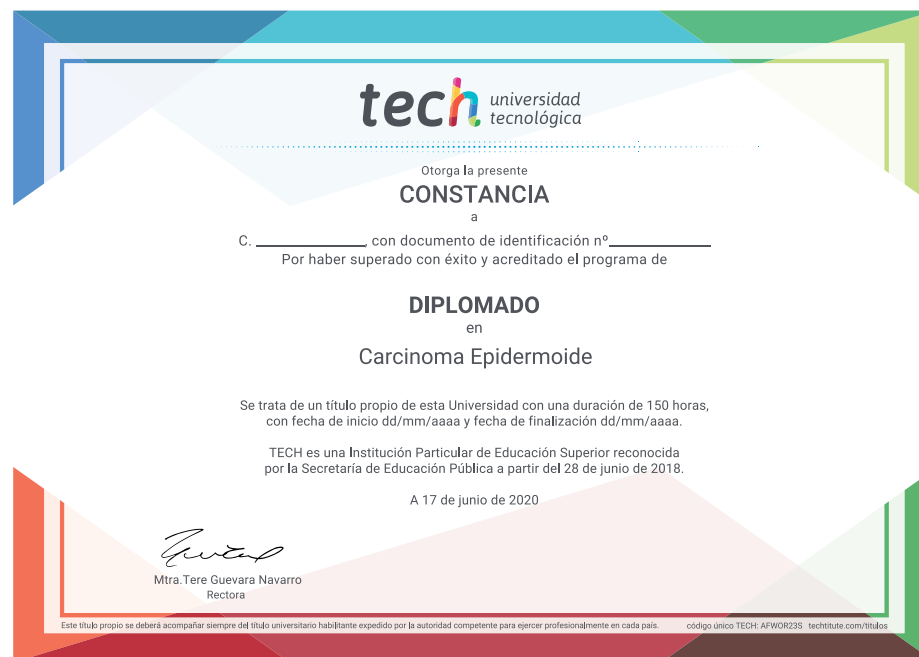 tech universidad
tecnológica
Otorga la presente
CONSTANCIA
a
C. ______________, con documento de identificación nº_____________
Por haber superado con éxito y acreditado el programa de
DIPLOMADO
en
Carcinoma Epidermoide
Se trata de un título propio de esta Universidad con una duración de 150 horas,
con fecha de inicio dd/mm/aaaa y fecha de finalización dd/mm/aaaa.
TECH es una Institución Particular de Educación Superior reconocida
por la Secretaría de Educación Pública a partir del 28 de junio de 2018.
A 17 de junio de 2020
Mtra.Tere Guevara Navarro
Rectora
Este título propio se deberá acompañar siempre del título universitario habilitante expedido por la autoridad competente para ejercer profesionalmente en cada país. código único TECH: AFWOR23S techtitute.com/titulos